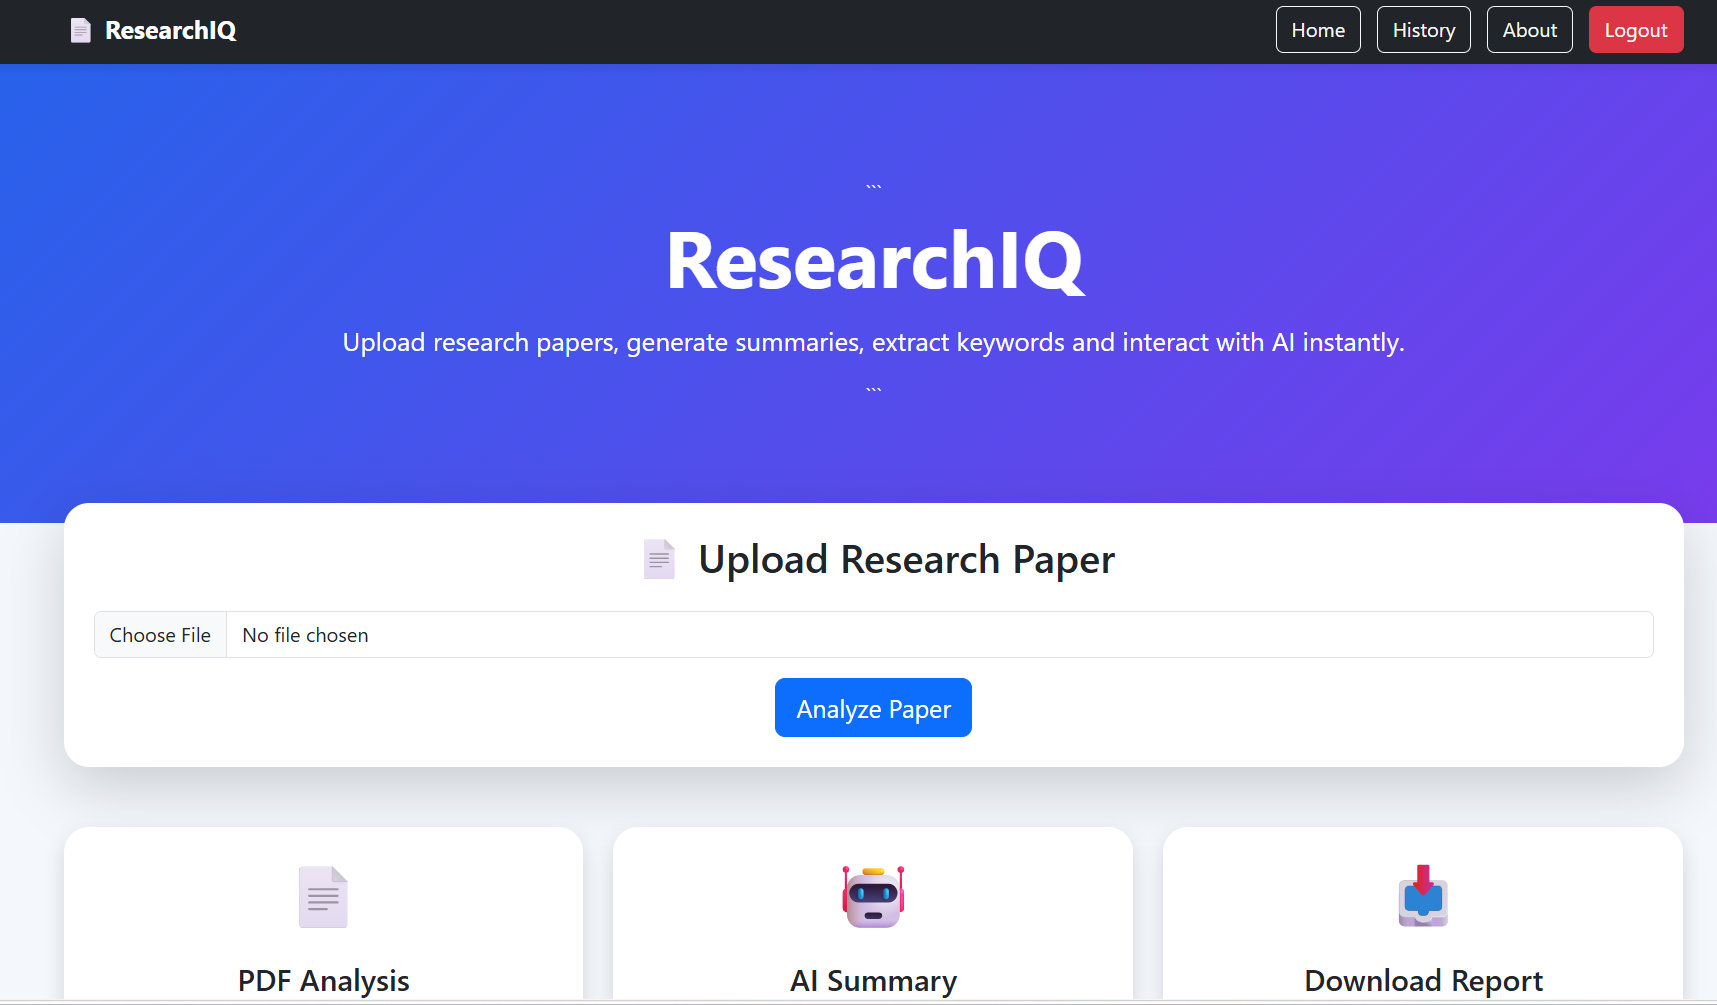 ResearchIQ
Home
History
About
Logout
```
ResearchIQ
Upload research papers, generate summaries, extract keywords and interact with AI instantly.
```
Upload Research Paper
Choose File
No file chosen
Analyze Paper
PDF Analysis
AI Summary
Download Report